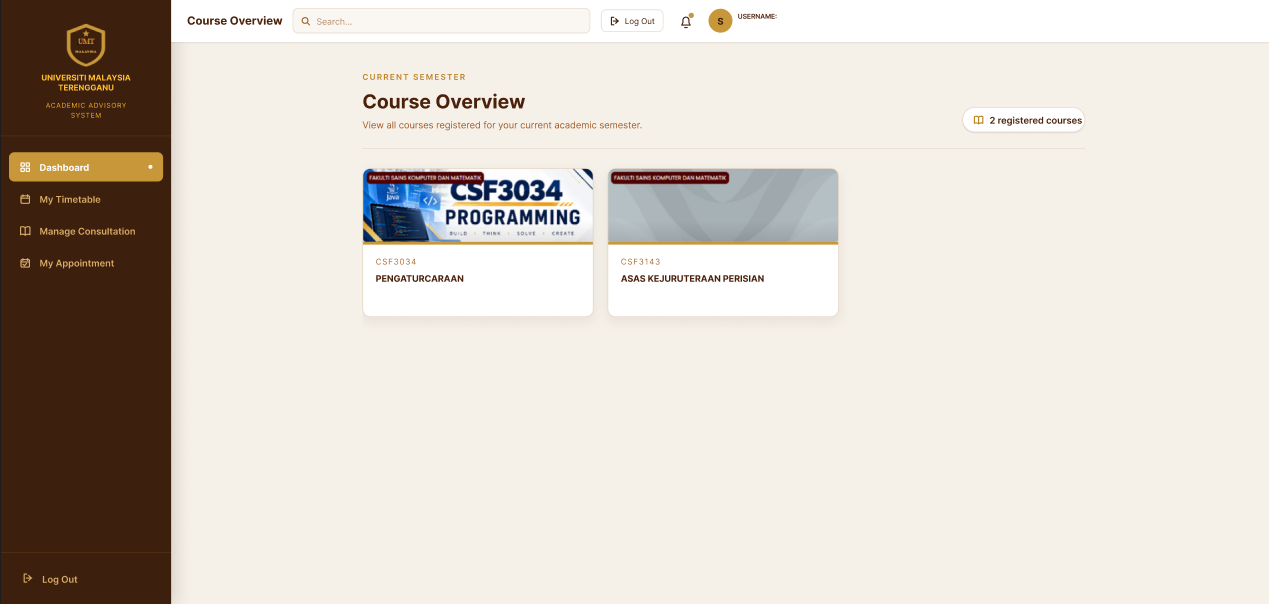 UMT
MALAYSIA
UNIVERSITI MALAYSIA
TERENGGANU
ACADEMIC ADVISORY
SYSTEM
Dashboard
My Timetable
Manage Consultation
My Appointment
Log Out
Course Overview
Search...
Log Out
S
USERNAME:
CURRENT SEMESTER
Course Overview
View all courses registered for your current academic semester.
2 registered courses
FAKULTI SAINS KOMPUTER DAN MATEMATIK
Java
</>
CSF3034
PROGRAMMING
BUILD THINK SOLVE CREATE
CSF3034
PENGATURCARAAN
FAKULTI SAINS KOMPUTER DAN MATEMATIK
CSF3143
ASAS KEJURUTERAAN PERISIAN